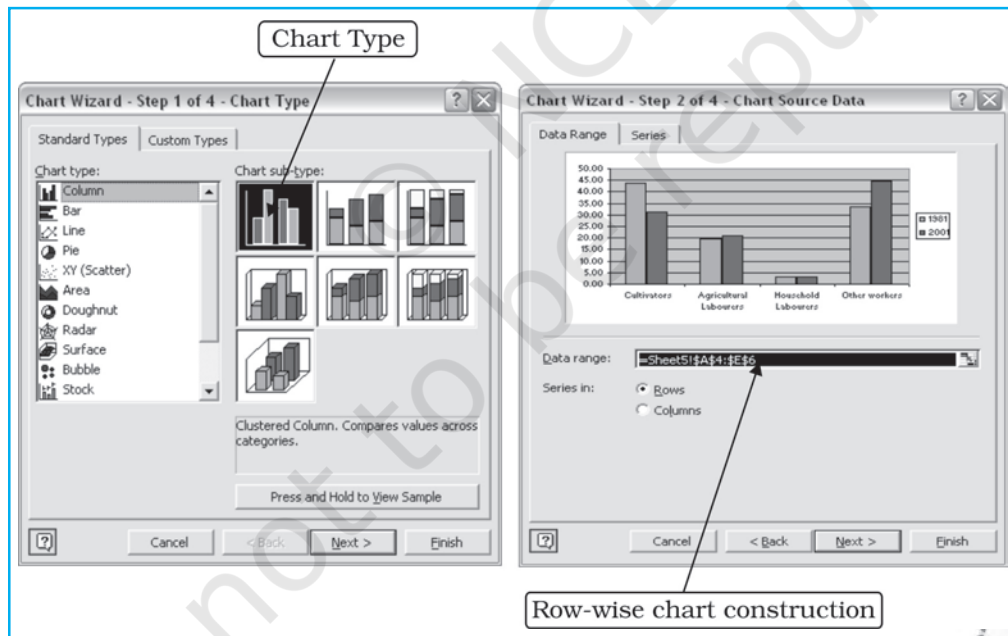 Chart Type
Chart Wizard - Step 1 of 4 - Chart Type
Standard Types
Custom Types
Chart type:
Column
Bar
Line
Pie
XY (Scatter)
Area
Doughnut
Radar
Surface
Bubble
Stock
Chart sub-type:
Clustered Column. Compares values across
categories.
Press and Hold to View Sample
Cancel
< Back
Next >
Finish
Chart Wizard - Step 2 of 4 - Chart Source Data
Data Range
Series
50.00
45.00
40.00
35.00
30.00
25.00
20.00
15.00
10.00
5.00
0.00
Cultivators
Agricultural
Labourers
Household
Labourers
Other workers
1981
2001
Data range:
=Sheet5!$A$4:$E$6
Series in:
Rows
Columns
Cancel
< Back
Next >
Finish
Row-wise chart construction
not to be repu